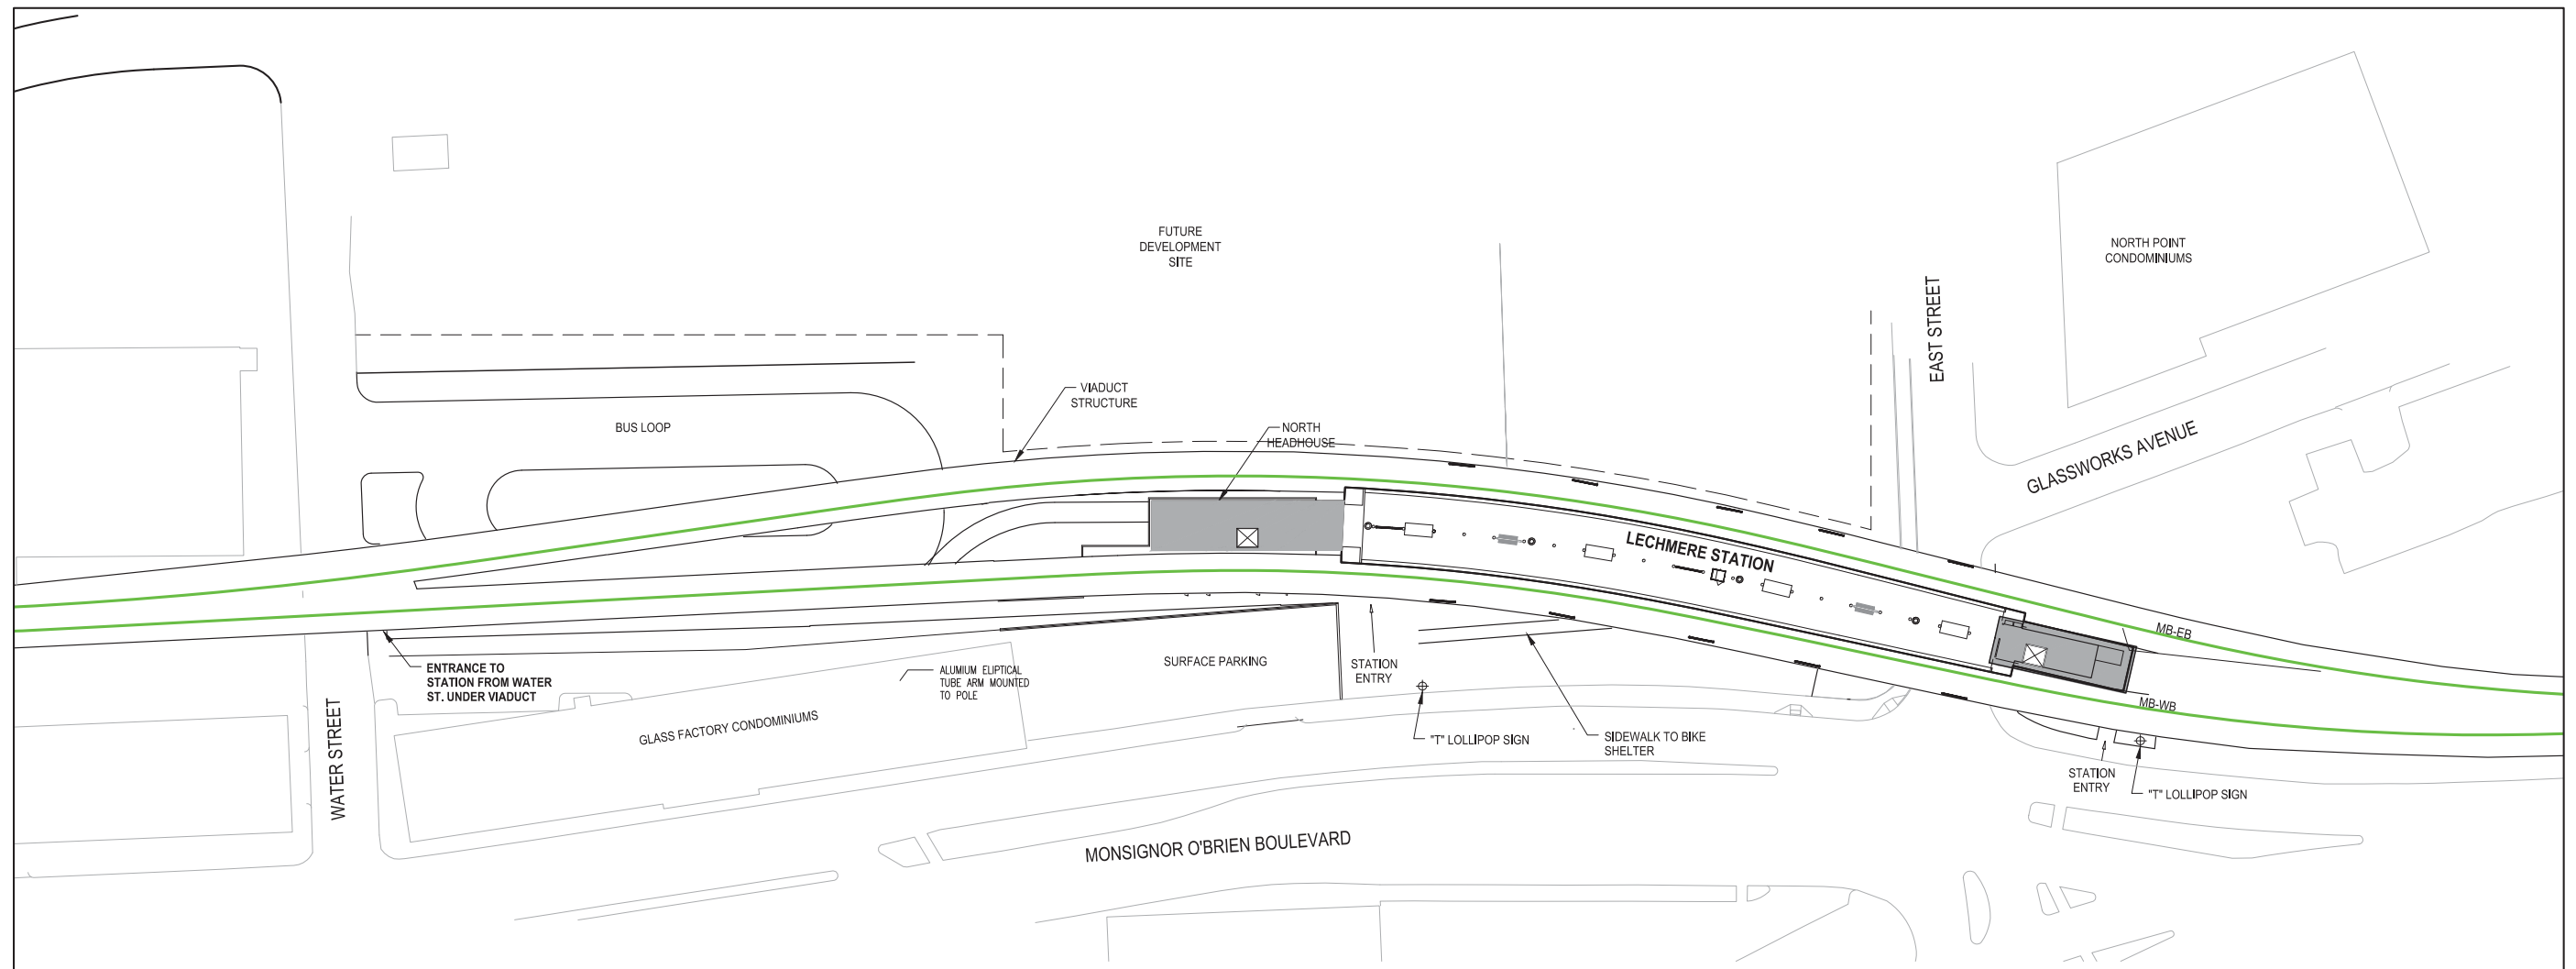 FUTURE
DEVELOPMENT
SITE
NORTH POINT
CONDOMINIUMS
EAST STREET
VIADUCT
STRUCTURE
BUS LOOP
NORTH
HEADHOUSE
GLASSWORKS AVENUE
LECHMERE STATION
MB-EB
MB-WB
ENTRANCE TO
STATION FROM WATER
ST. UNDER VIADUCT
ALUMIUM ELIPTICAL
TUBE ARM MOUNTED
TO POLE
SURFACE PARKING
STATION
ENTRY
WATER STREET
GLASS FACTORY CONDOMINIUMS
"T" LOLLIPOP SIGN
SIDEWALK TO BIKE
SHELTER
STATION
ENTRY
"T" LOLLIPOP SIGN
MONSIGNOR O'BRIEN BOULEVARD